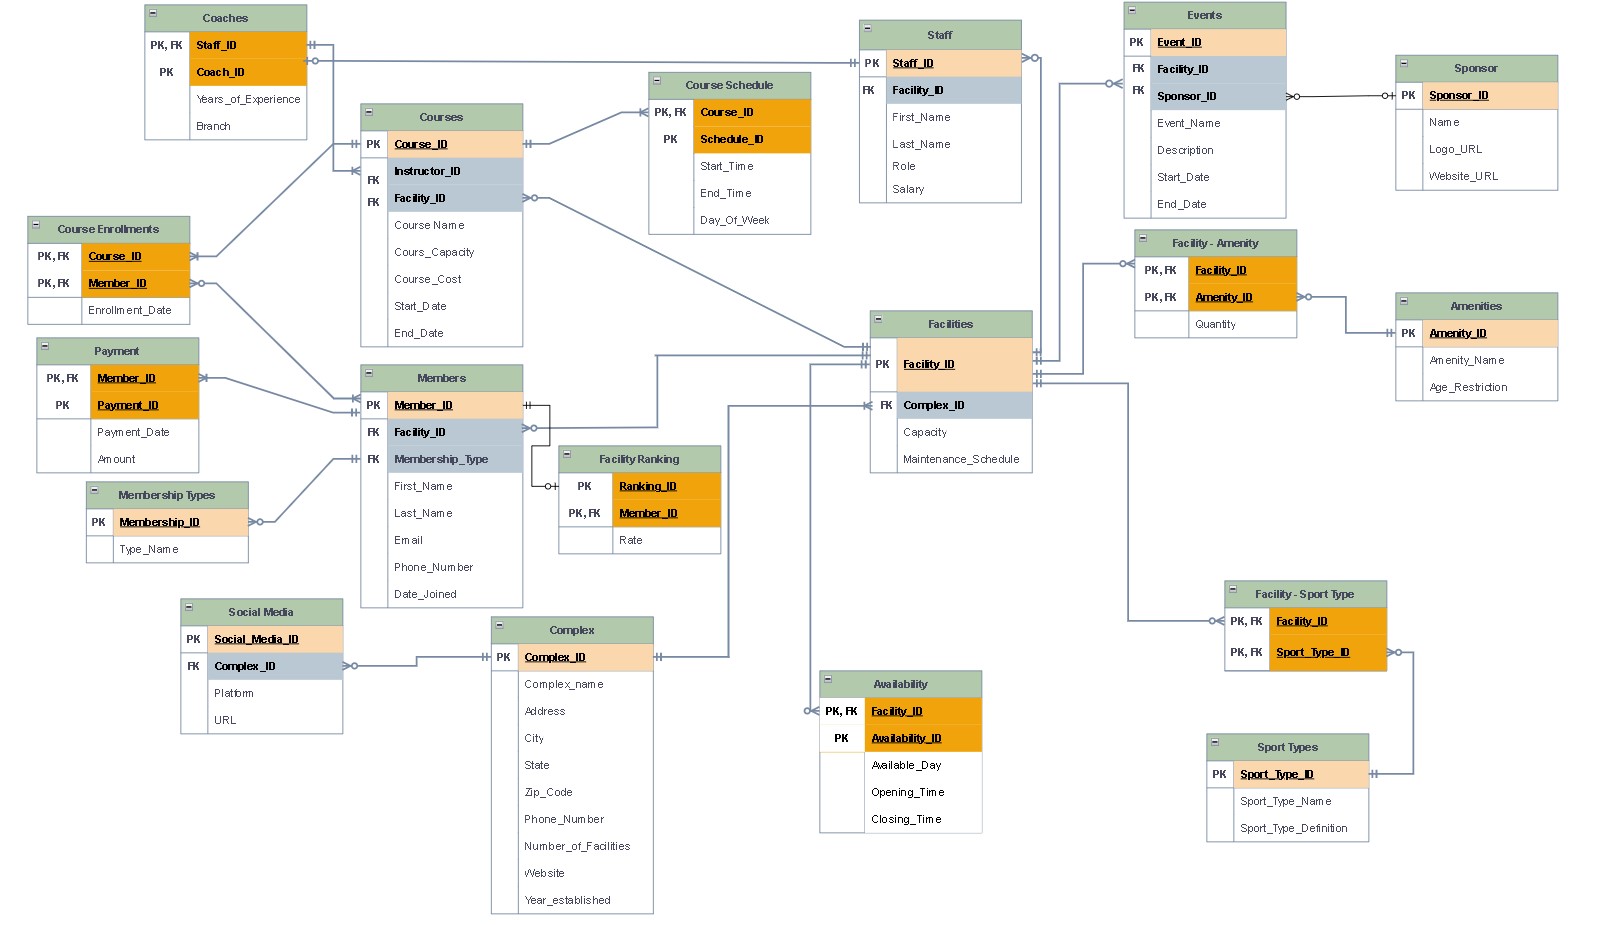 Coaches
PK, FK Staff_ID
PK Coach_ID
Years_of_Experience
Branch
Staff
PK Staff_ID
FK Facility_ID
First_Name
Last_Name
Role
Salary
Events
PK Event_ID
FK Facility_ID
FK Sponsor_ID
Event_Name
Description
Start_Date
End_Date
Sponsor
PK Sponsor_ID
Name
Logo_URL
Website_URL
Course Schedule
PK, FK Course_ID
PK Schedule_ID
Start_Time
End_Time
Day_Of_Week
Courses
PK Course_ID
FK Instructor_ID
FK Facility_ID
Course Name
Cours_Capacity
Course_Cost
Start_Date
End_Date
Course Enrollments
PK, FK Course_ID
PK, FK Member_ID
Enrollment_Date
Facility - Amenity
PK, FK Facility_ID
PK, FK Amenity_ID
Quantity
Amenities
PK Amenity_ID
Amenity_Name
Age_Restriction
Facilities
PK Facility_ID
FK Complex_ID
Capacity
Maintenance_Schedule
Payment
PK, FK Member_ID
PK Payment_ID
Payment_Date
Amount
Members
PK Member_ID
FK Facility_ID
FK Membership_Type
First_Name
Last_Name
Email
Phone_Number
Date_Joined
Facility Ranking
PK Ranking_ID
PK, FK Member_ID
Rate
Membership Types
PK Membership_ID
Type_Name
Social Media
PK Social_Media_ID
FK Complex_ID
Platform
URL
Complex
PK Complex_ID
Complex_name
Address
City
State
Zip_Code
Phone_Number
Number_of_Facilities
Website
Year_established
Availability
PK, FK Facility_ID
PK Availability_ID
Available_Day
Opening_Time
Closing_Time
Facility - Sport Type
PK, FK Facility_ID
PK, FK Sport_Type_ID
Sport Types
PK Sport_Type_ID
Sport_Type_Name
Sport_Type_Definition